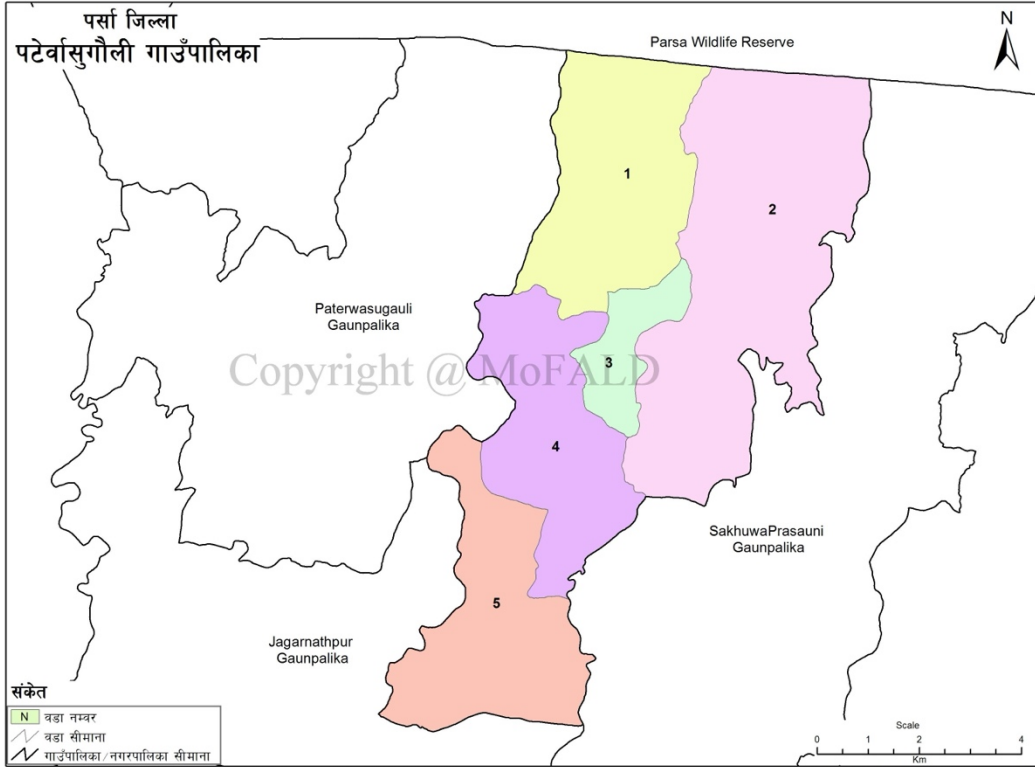 पर्सा जिल्ला
पटेर्वासुगौली गाउँपालिका
N
Parsa Wildlife Reserve
1
2
Paterwasugauli
Gaunpalika
3
Copyright @ MoFALD
4
SakhuwaPrasauni
Gaunpalika
5
Jagarnathpur
Gaunpalika
संकेत
N वडा नम्वर
वडा सीमाना
गाउँपालिका/नगरपालिका सीमाना
Scale
0 1 2 4
Km